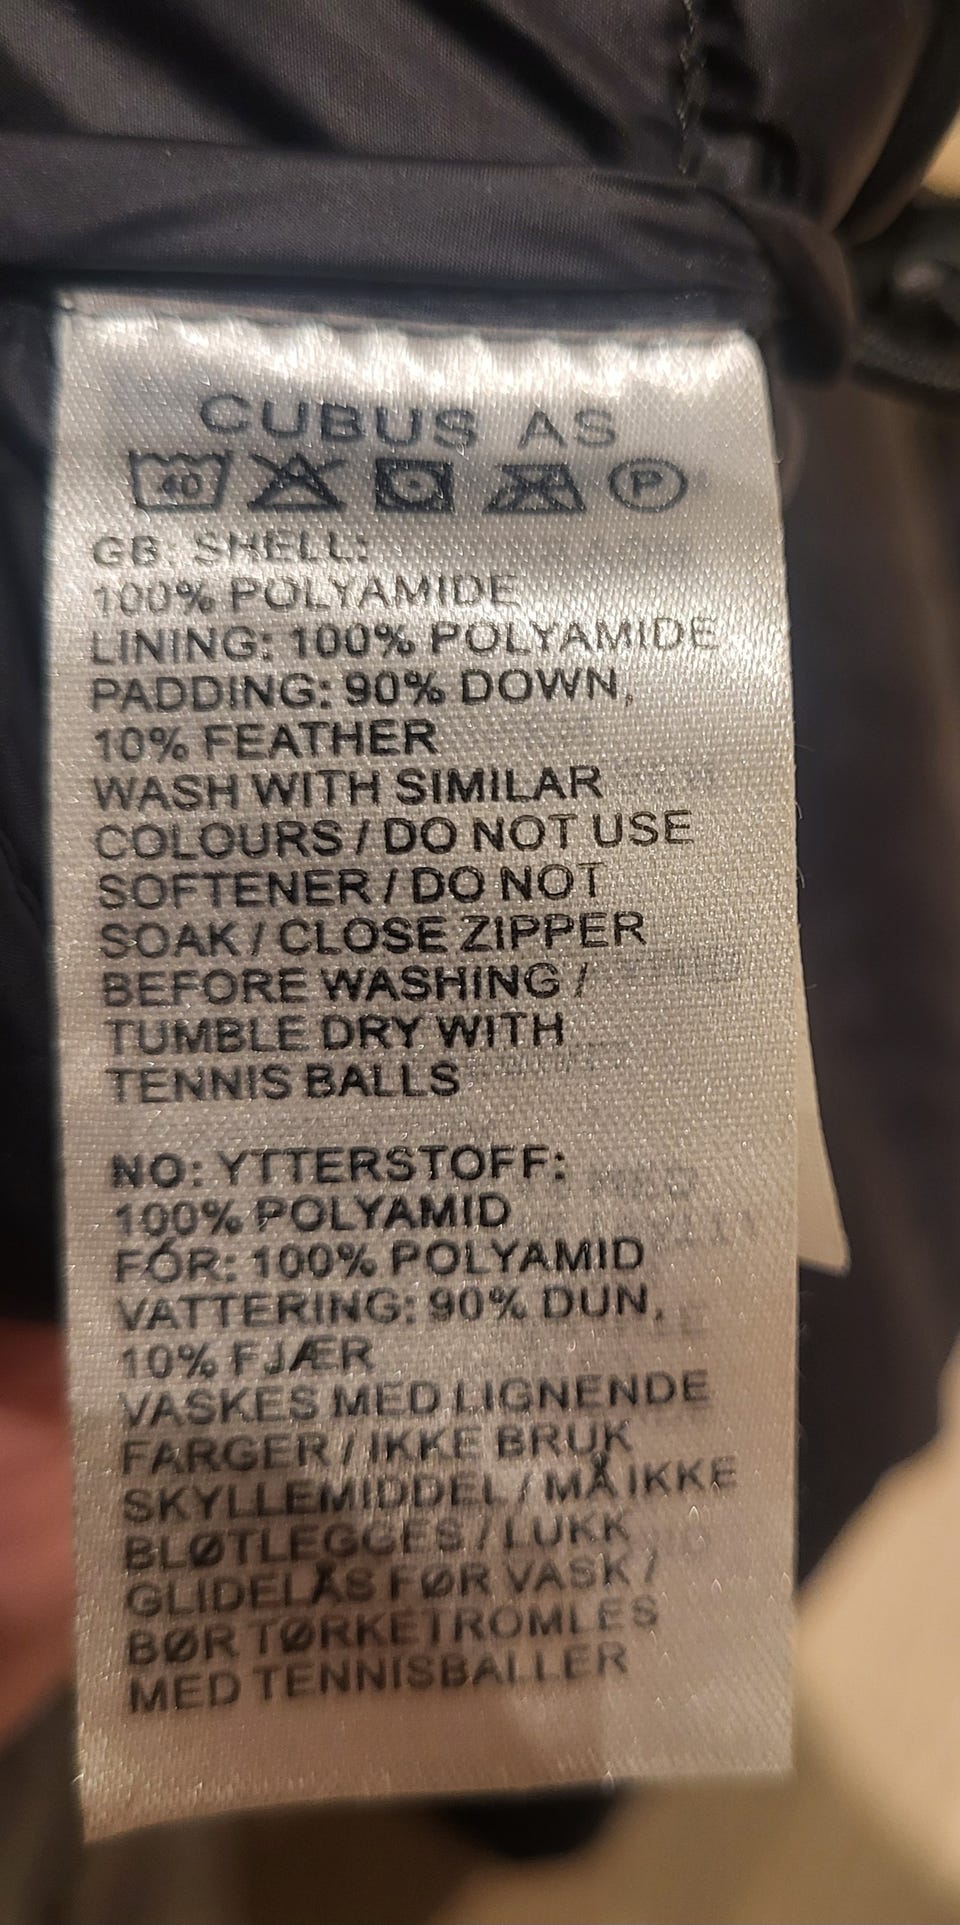 CUBUS AS
40 P
GB: SHELL:
100% POLYAMIDE
LINING: 100% POLYAMIDE
PADDING: 90% DOWN,
10% FEATHER
WASH WITH SIMILAR
COLOURS / DO NOT USE
SOFTENER / DO NOT
SOAK / CLOSE ZIPPER
BEFORE WASHING /
TUMBLE DRY WITH
TENNIS BALLS
NO: YTTERSTOFF:
100% POLYAMID
FÓR: 100% POLYAMID
VATTERING: 90% DUN,
10% FJÆR
VASKES MED LIGNENDE
FARGER / IKKE BRUK
SKYLLEMIDDEL / MÅ IKKE
BLØTLEGGES / LUKK
GLIDELÅS FØR VASK /
BØR TØRKETROMLES
MED TENNISBALLER